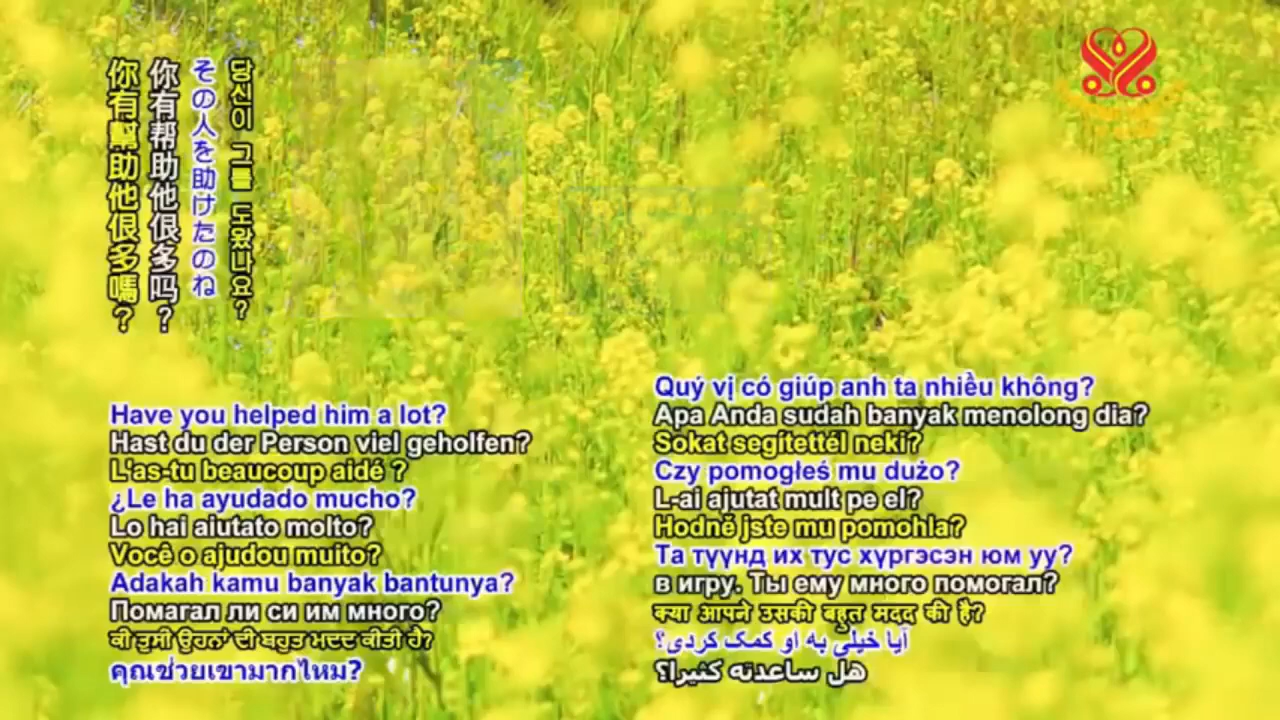 你有幫助他很多嗎？
你有帮助他很多吗？
その人を助けたのね
당신이 그를 도왔나요?
Have you helped him a lot?
Hast du der Person viel geholfen?
L'as-tu beaucoup aidé ?
¿Le ha ayudado mucho?
Lo hai aiutato molto?
Você o ajudou muito?
Adakah kamu banyak bantunya?
Помагал ли си им много?
ਕੀ ਤੁਸੀ ਉਹਨਾਂ ਦੀ ਬਹੁਤ ਮਦਦ ਕੀਤੀ ਹੈ?
คุณช่วยเขามากไหม?
Quý vị có giúp anh ta nhiều không?
Apa Anda sudah banyak menolong dia?
Sokat segítettél neki?
Czy pomogłeś mu dużo?
L-ai ajutat mult pe el?
Hodně jste mu pomohla?
Та түүнд их тус хүргэсэн юм уу?
в игру. Ты ему много помогал?
क्या आपने उसकी बहुत मदद की है?
آیا خیلی به او کمک کردی؟
هل ساعدته كثيرا؟